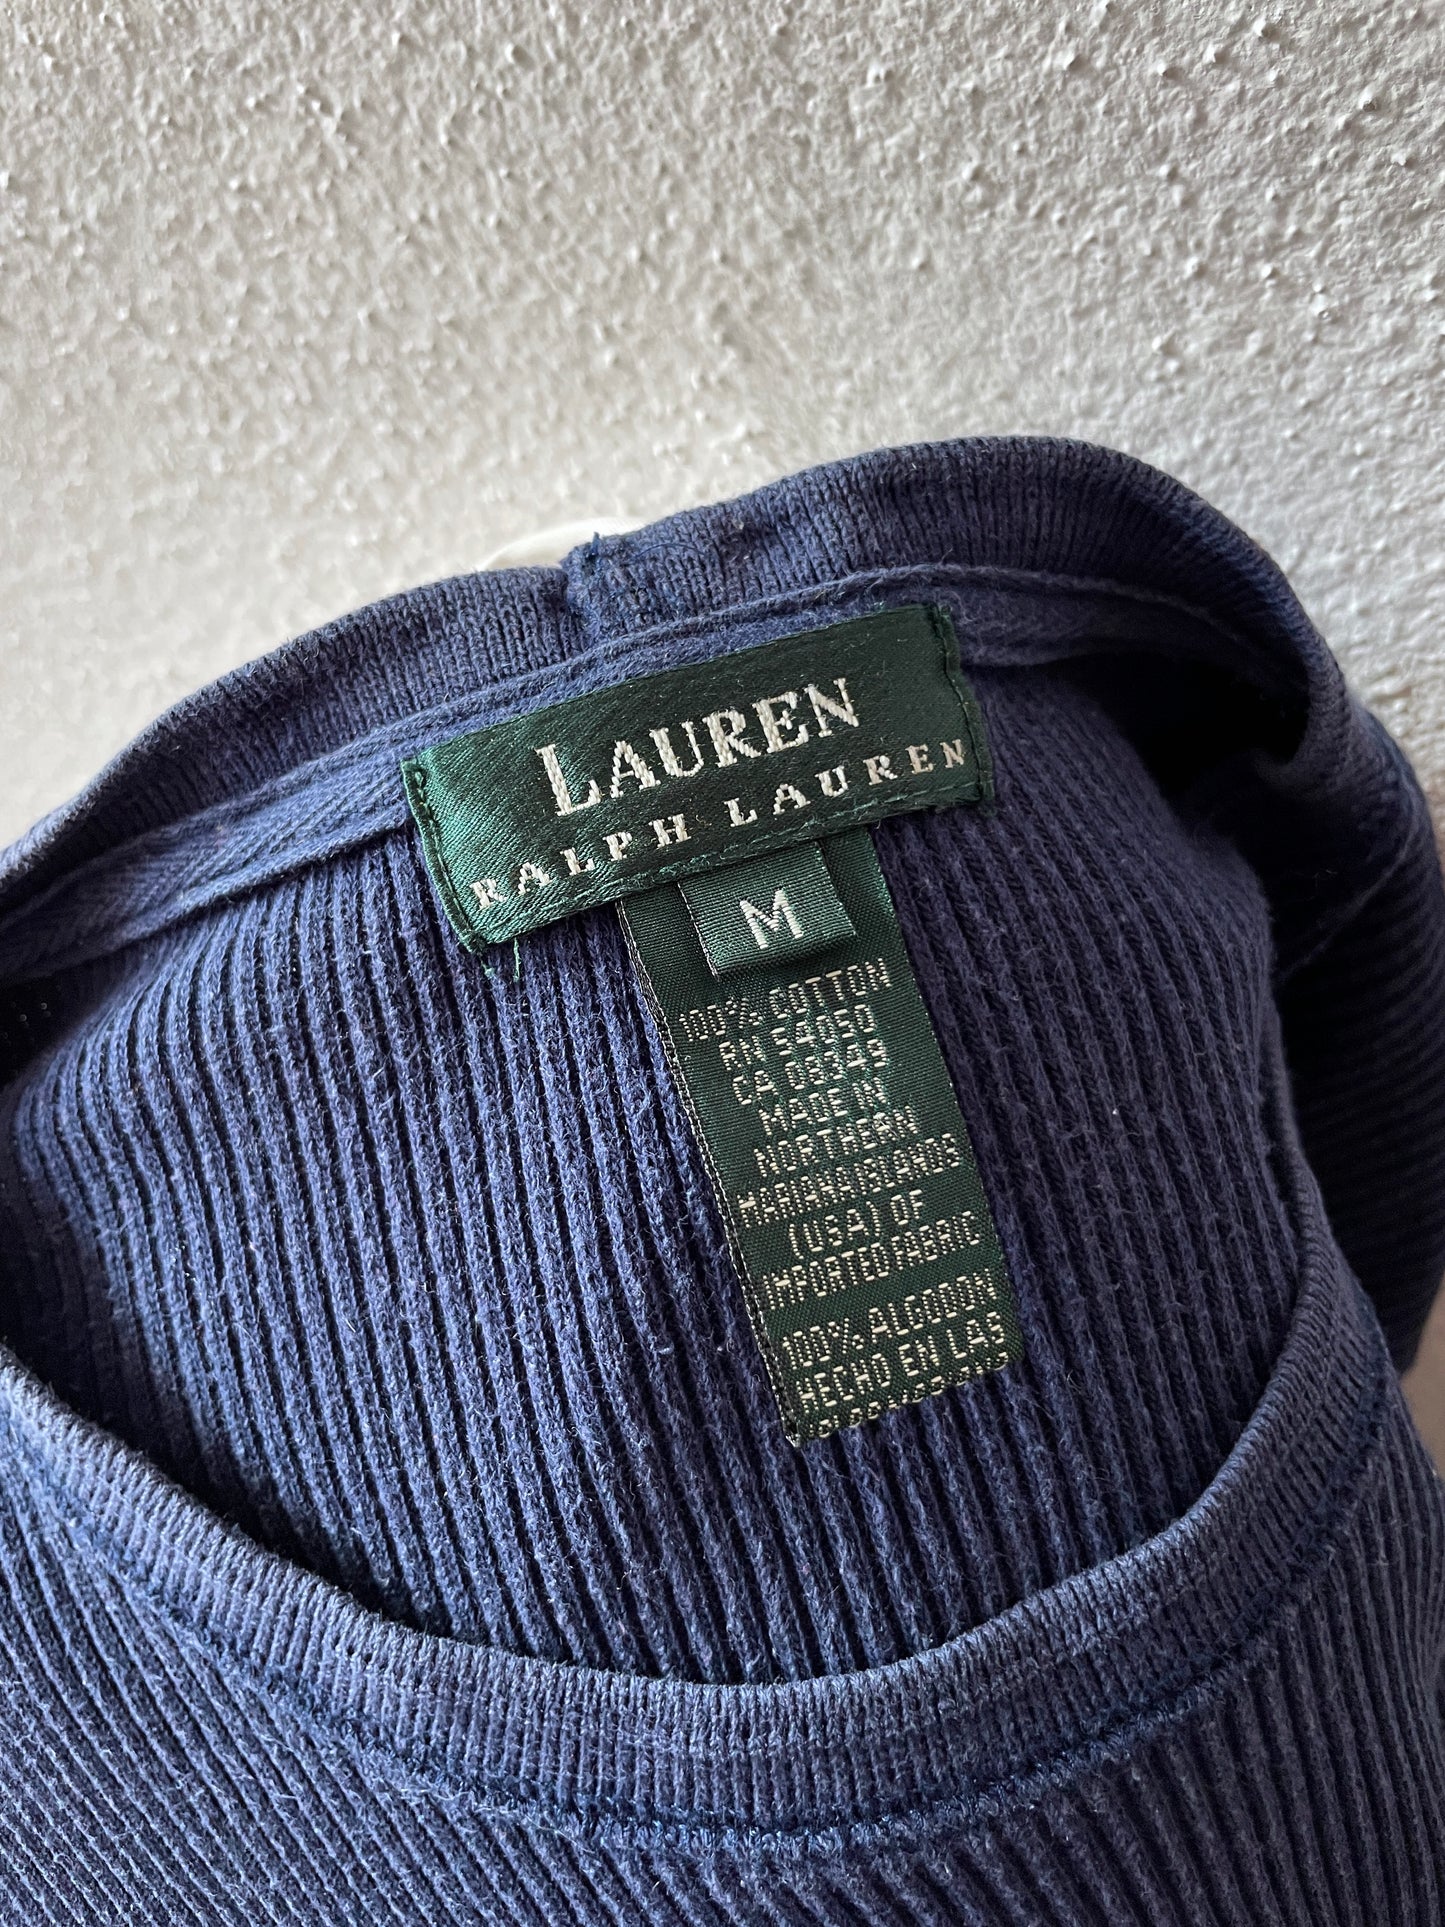 LAUREN
RALPH LAUREN
M
100% COTTON
RN 54050
CA 08349
MADE IN
NORTHERN
MARIANA ISLANDS
(USA) OF
IMPORTED FABRIC
100% ALGODON
HECHO EN LAS